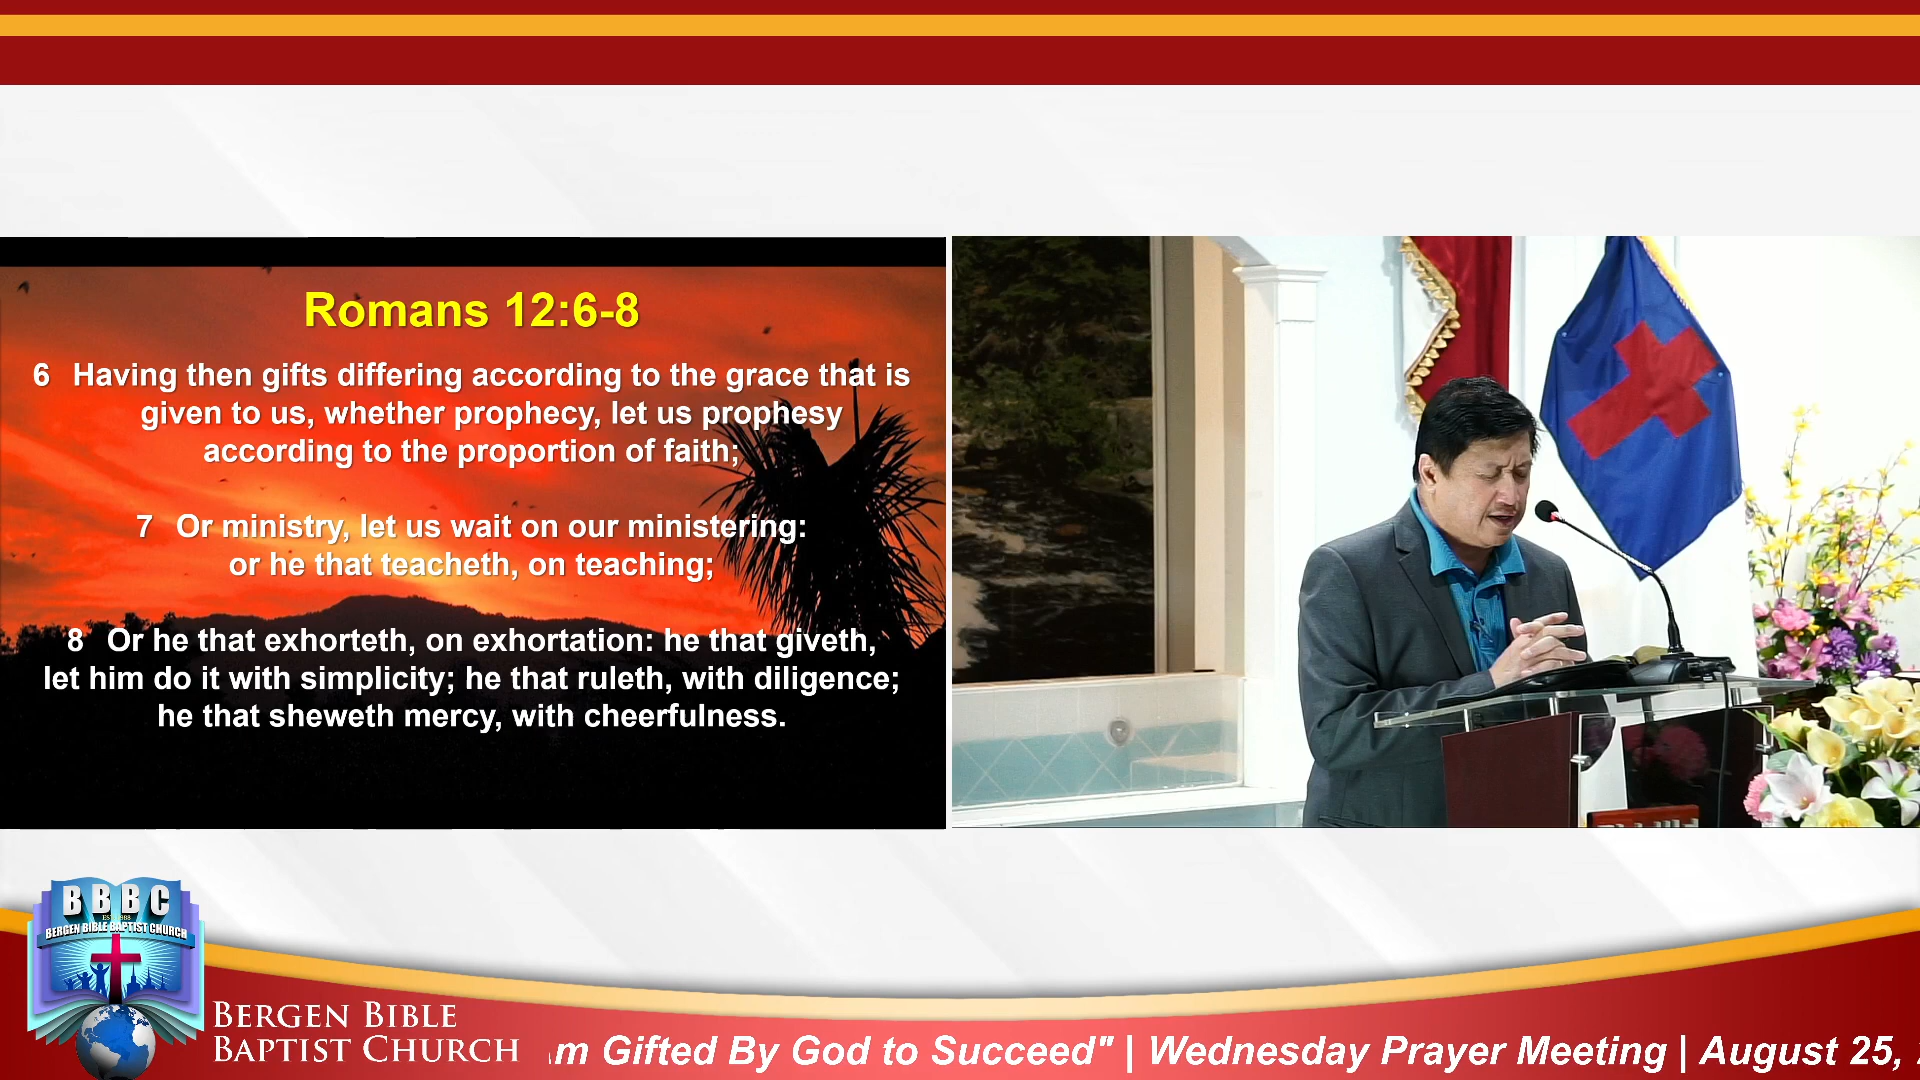 Romans 12:6-8
6 Having then gifts differing according to the grace that is
given to us, whether prophecy, let us prophesy
according to the proportion of faith;
7 Or ministry, let us wait on our ministering:
or he that teacheth, on teaching;
8 Or he that exhorteth, on exhortation: he that giveth,
let him do it with simplicity; he that ruleth, with diligence;
he that sheweth mercy, with cheerfulness.
BBBC
BERGEN BIBLE BAPTIST CHURCH
BERGEN BIBLE
BAPTIST CHURCH
m Gifted By God to Succeed" | Wednesday Prayer Meeting | August 25,